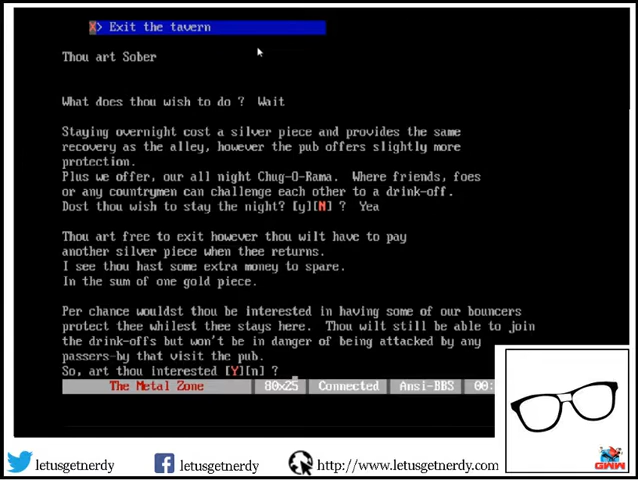 X> Exit the tavern
Thou art Sober
What does thou wish to do ? Wait
Staying overnight cost a silver piece and provides the same
recovery as the alley, however the pub offers slightly more
protection.
Plus we offer, our all night Chug-O-Rama. Where friends, foes
or any countrymen can challenge each other to a drink-off.
Dost thou wish to stay the night? [y][N] ? Yea
Thou art free to exit however thou wilt have to pay
another silver piece when thee returns.
I see thou hast some extra money to spare.
In the sum of one gold piece.
Per chance wouldst thou be interested in having some of our bouncers
protect thee whilest thee stays here. Thou wilt still be able to join
the drink-offs but won't be in danger of being attacked by any
passers-by that visit the pub.
So, art thou interested [Y][n] ?
The Metal Zone 80x25 Connected Ansi-BBS 00:
letusgetnerdy letusgetnerdy http://www.letusgetnerdy.com
GWW